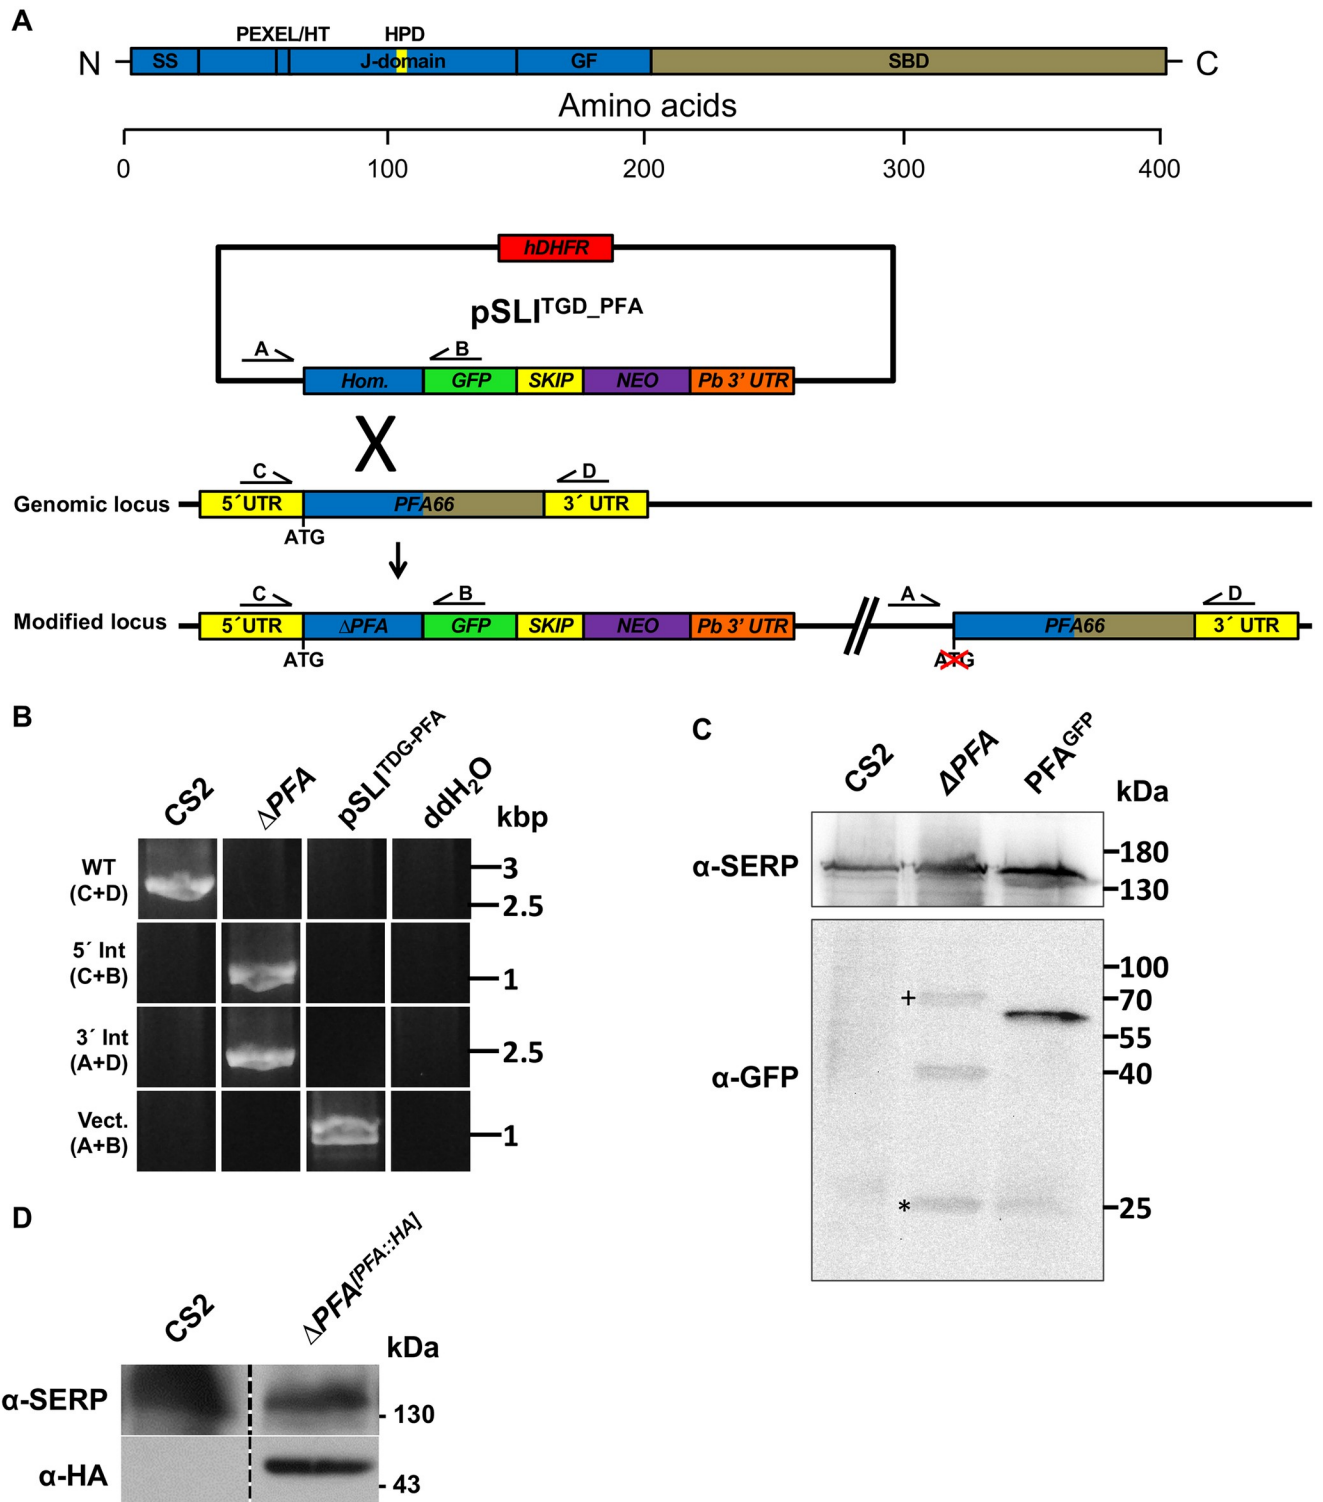 A
PEXEL/HT HPD
N SS J-domain GF SBD C
Amino acids
0 100 200 300 400
hDHFR
pSLI^TGD_PFA
A B
Hom. GFP SKIP NEO Pb 3’ UTR
X
C D
Genomic locus 5´UTR PFA66 3´ UTR
ATG
C B A D
Modified locus 5´UTR ΔPFA GFP SKIP NEO Pb 3’ UTR // PFA66 3´ UTR
ATG ATG
B
CS2 ΔPFA pSLI^TDG-PFA ddH₂O kbp
WT
(C+D)
3
2.5
5´ Int
(C+B)
1
3´ Int
(A+D)
2.5
Vect.
(A+B)
1
C
CS2 ΔPFA PFA^GFP
kDa
α-SERP
180
130
α-GFP
100
+ 70
55
40
* 25
D
CS2 ΔPFA^[PFA::HA]
kDa
α-SERP
- 130
α-HA
- 43